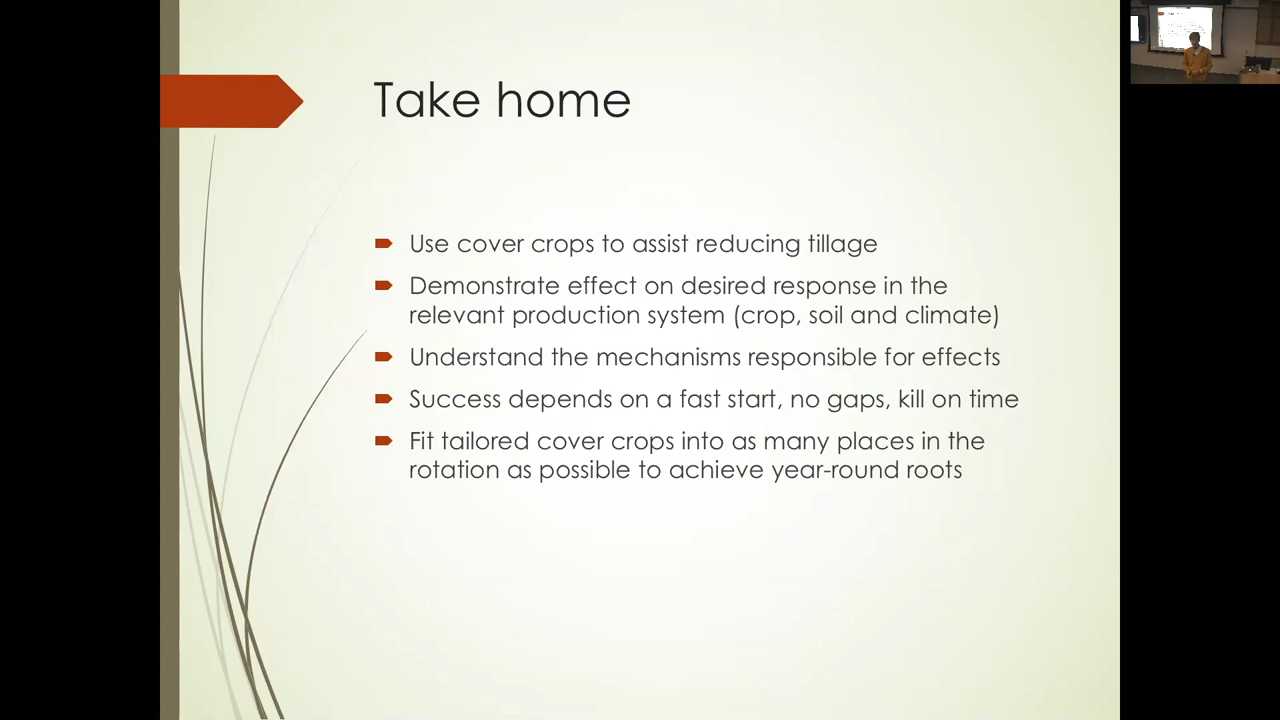 Take home
Use cover crops to assist reducing tillage
Demonstrate effect on desired response in the
relevant production system (crop, soil and climate)
Understand the mechanisms responsible for effects
Success depends on a fast start, no gaps, kill on time
Fit tailored cover crops into as many places in the
rotation as possible to achieve year-round roots